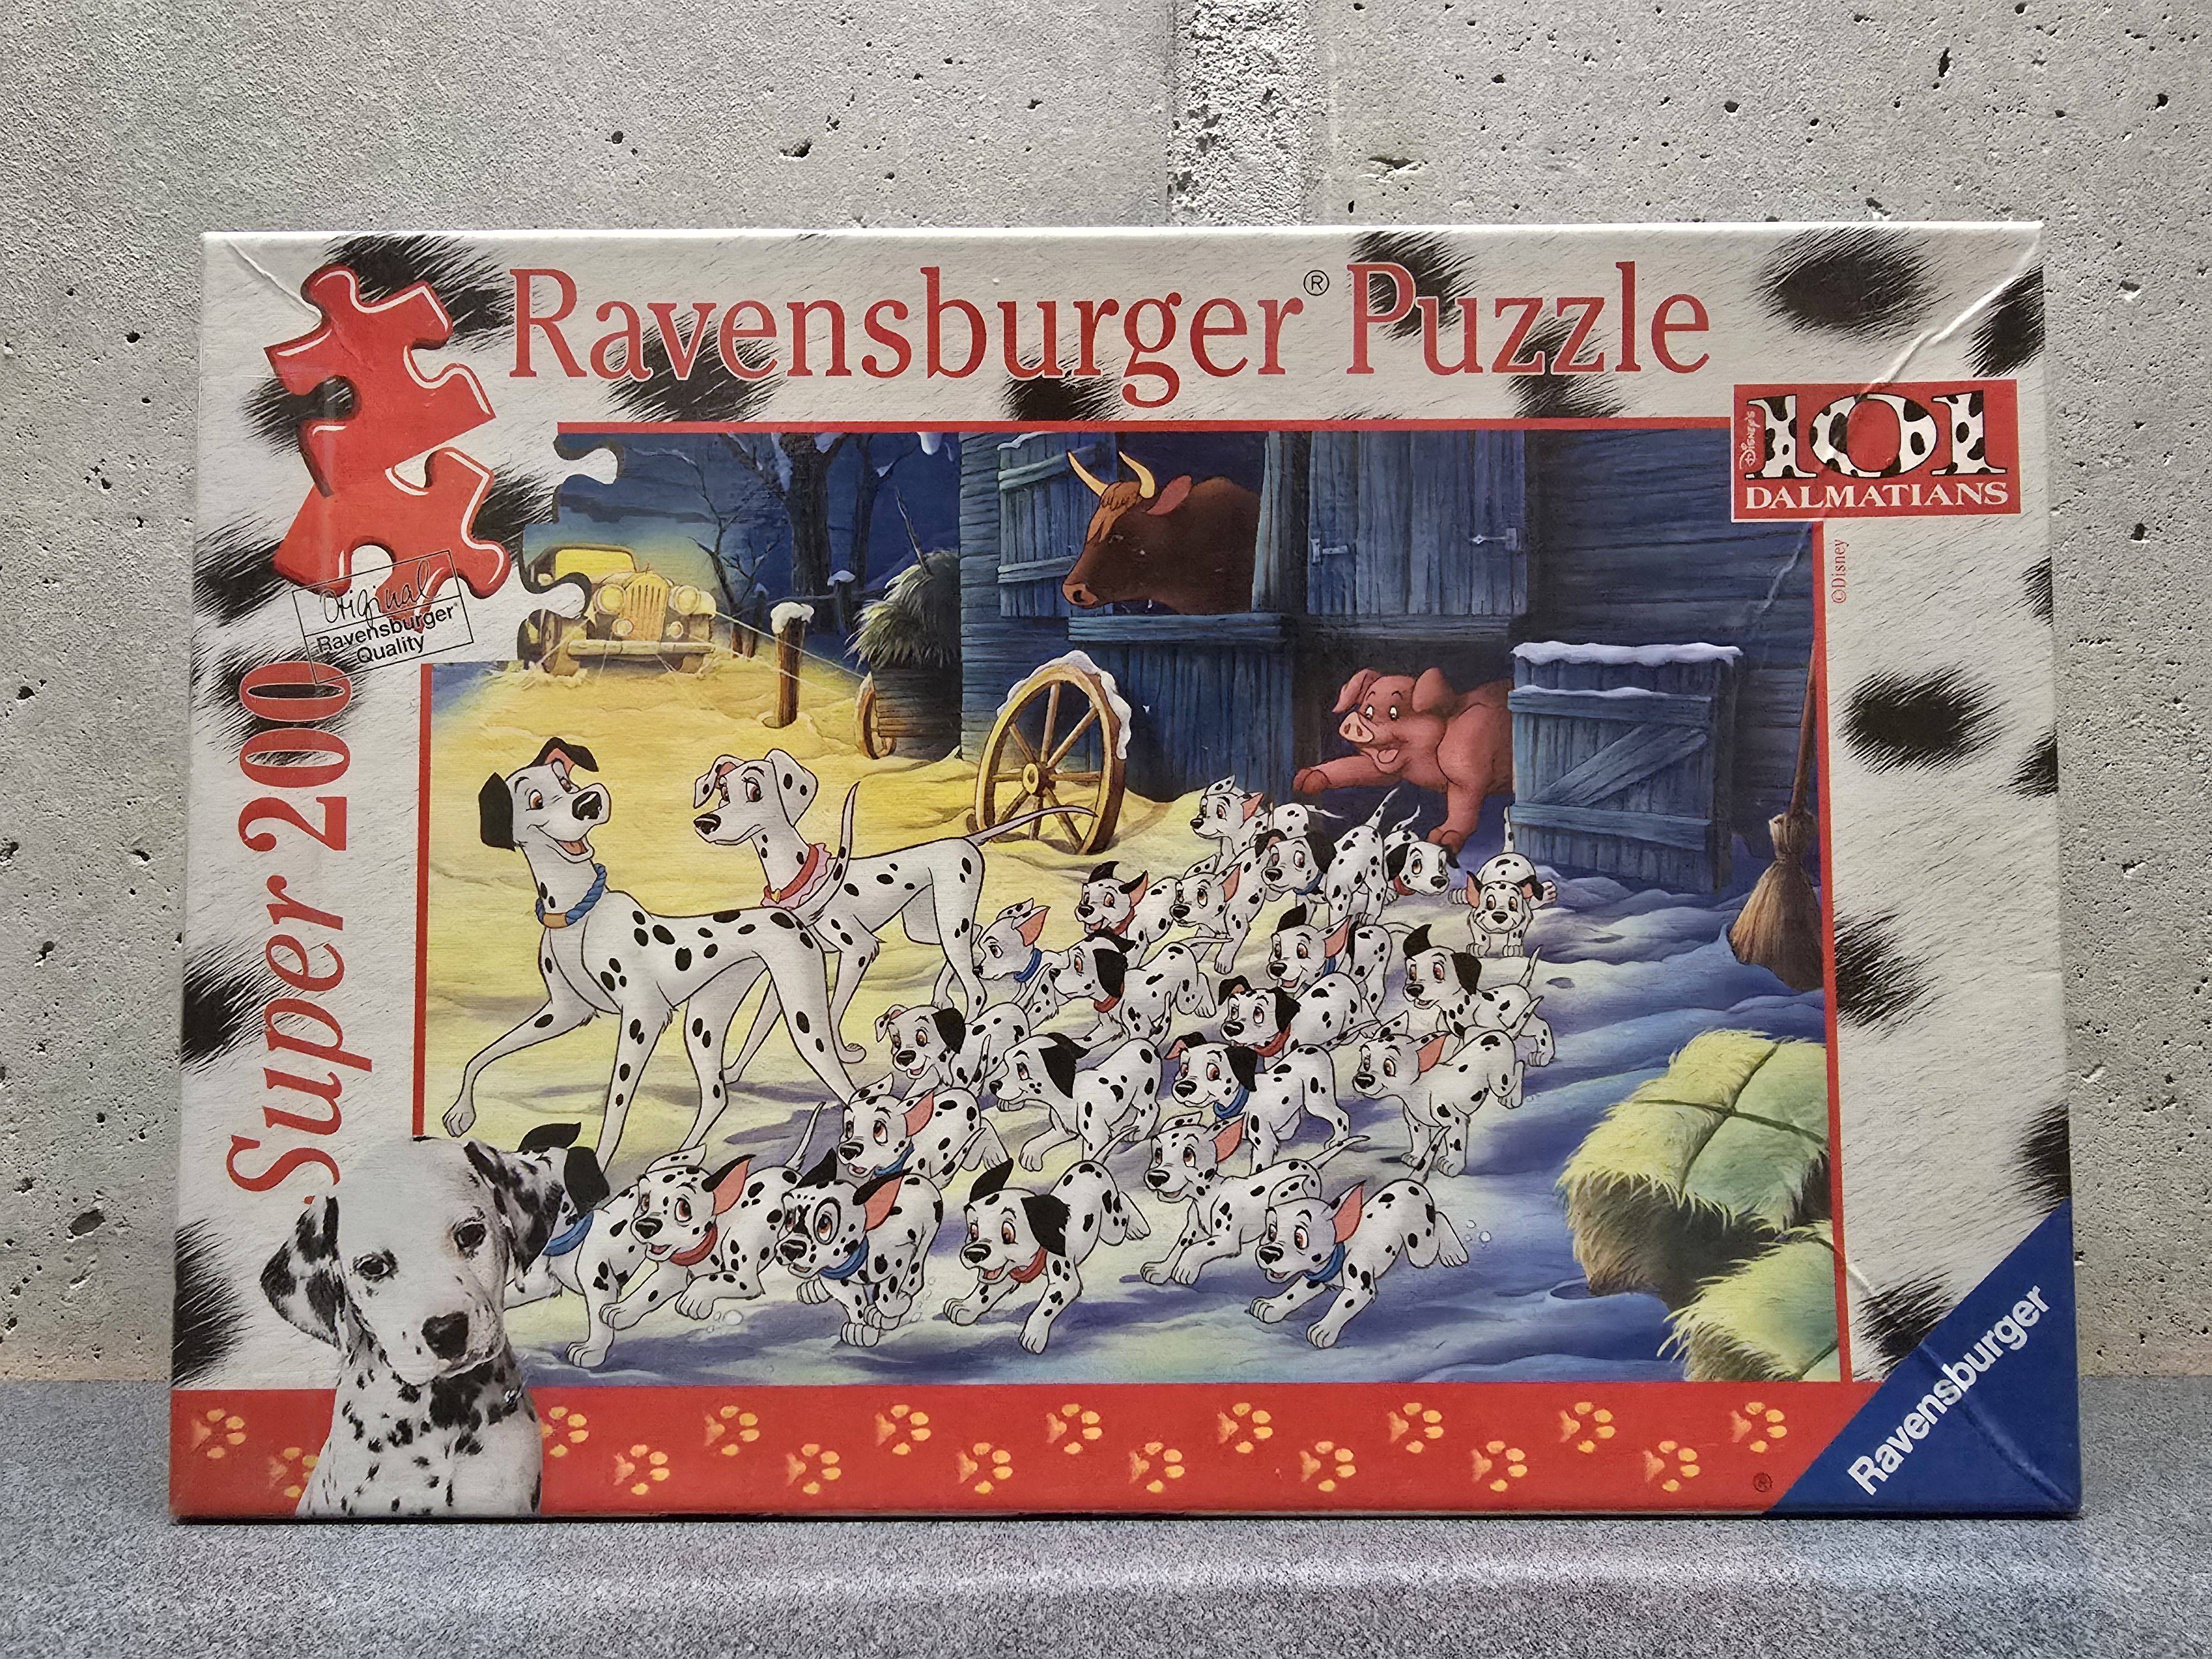 Ravensburger® Puzzle
Disney's
101
DALMATIANS
©Disney
Original
Ravensburger®
Quality
Super 200
Ravensburger